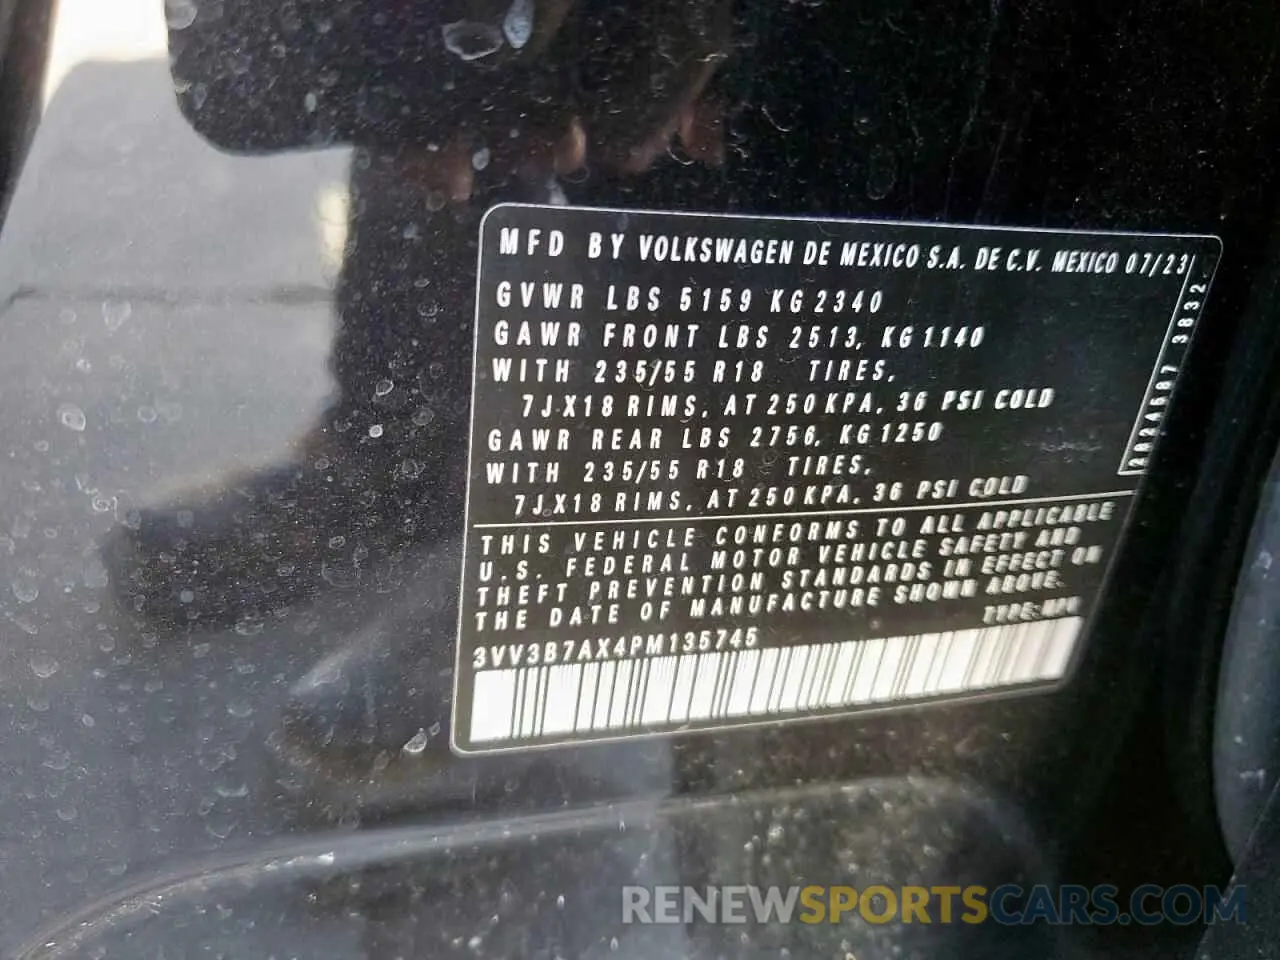 MFD BY VOLKSWAGEN DE MEXICO S.A. DE C.V. MEXICO 07/23
GVWR LBS 5159 KG 2340
GAWR FRONT LBS 2513, KG 1140
WITH 235/55 R18 TIRES,
7JX18 RIMS, AT 250 KPA, 36 PSI COLD
GAWR REAR LBS 2756, KG 1250
WITH 235/55 R18 TIRES,
7JX18 RIMS, AT 250 KPA, 36 PSI COLD
THIS VEHICLE CONFORMS TO ALL APPLICABLE
U.S. FEDERAL MOTOR VEHICLE SAFETY AND
THEFT PREVENTION STANDARDS IN EFFECT ON
THE DATE OF MANUFACTURE SHOWN ABOVE.
TYPE: MPV
3VV3B7AX4PM135745
3832
RENEWSPORTSCARS.COM